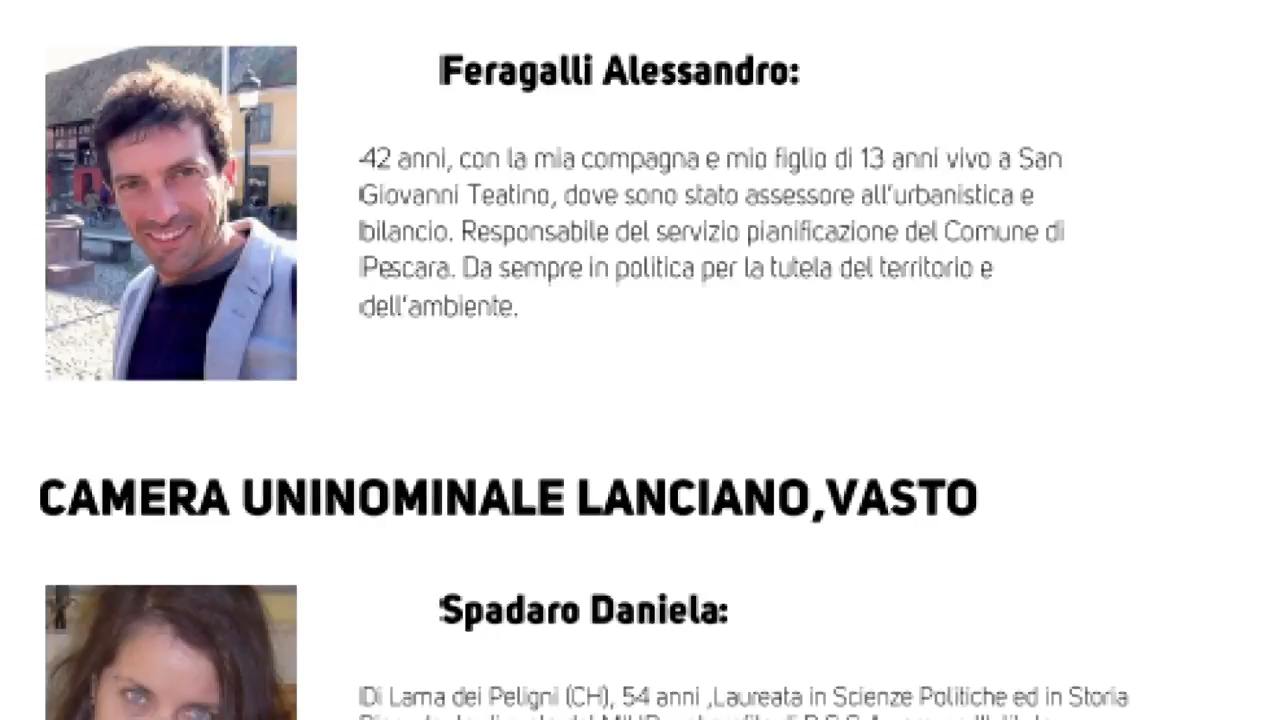 Feragalli Alessandro:
42 anni, con la mia compagna e mio figlio di 13 anni vivo a San
Giovanni Teatino, dove sono stato assessore all'urbanistica e
bilancio. Responsabile del servizio pianificazione del Comune di
Pescara. Da sempre in politica per la tutela del territorio e
dell'ambiente.
CAMERA UNINOMINALE LANCIANO,VASTO
Spadaro Daniela:
Di Lama dei Peligni (CH), 54 anni ,Laureata in Scienze Politiche ed in Storia